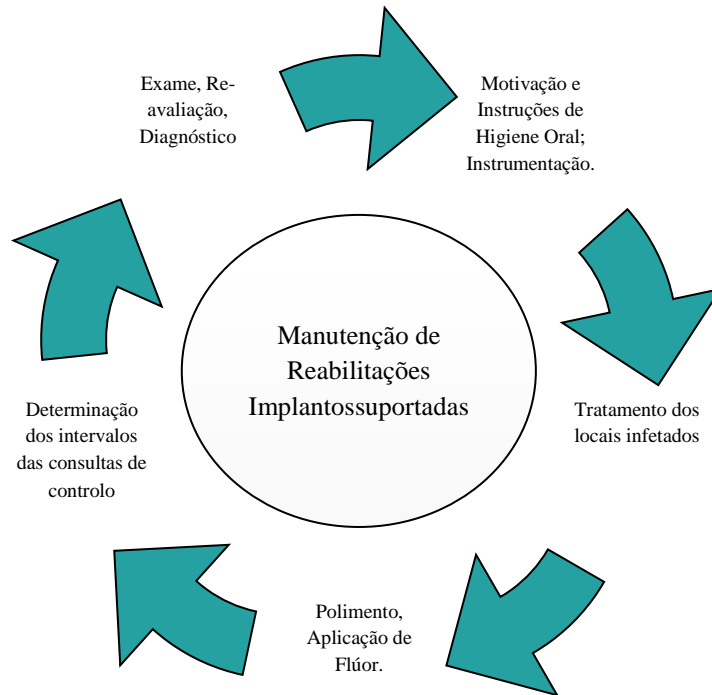 Exame, Re-
avaliação,
Diagnóstico
Motivação e
Instruções de
Higiene Oral;
Instrumentação.
Manutenção de
Reabilitações
Implantossuportadas
Tratamento dos
locais infetados
Polimento,
Aplicação de
Flúor.
Determinação
dos intervalos
das consultas de
controlo